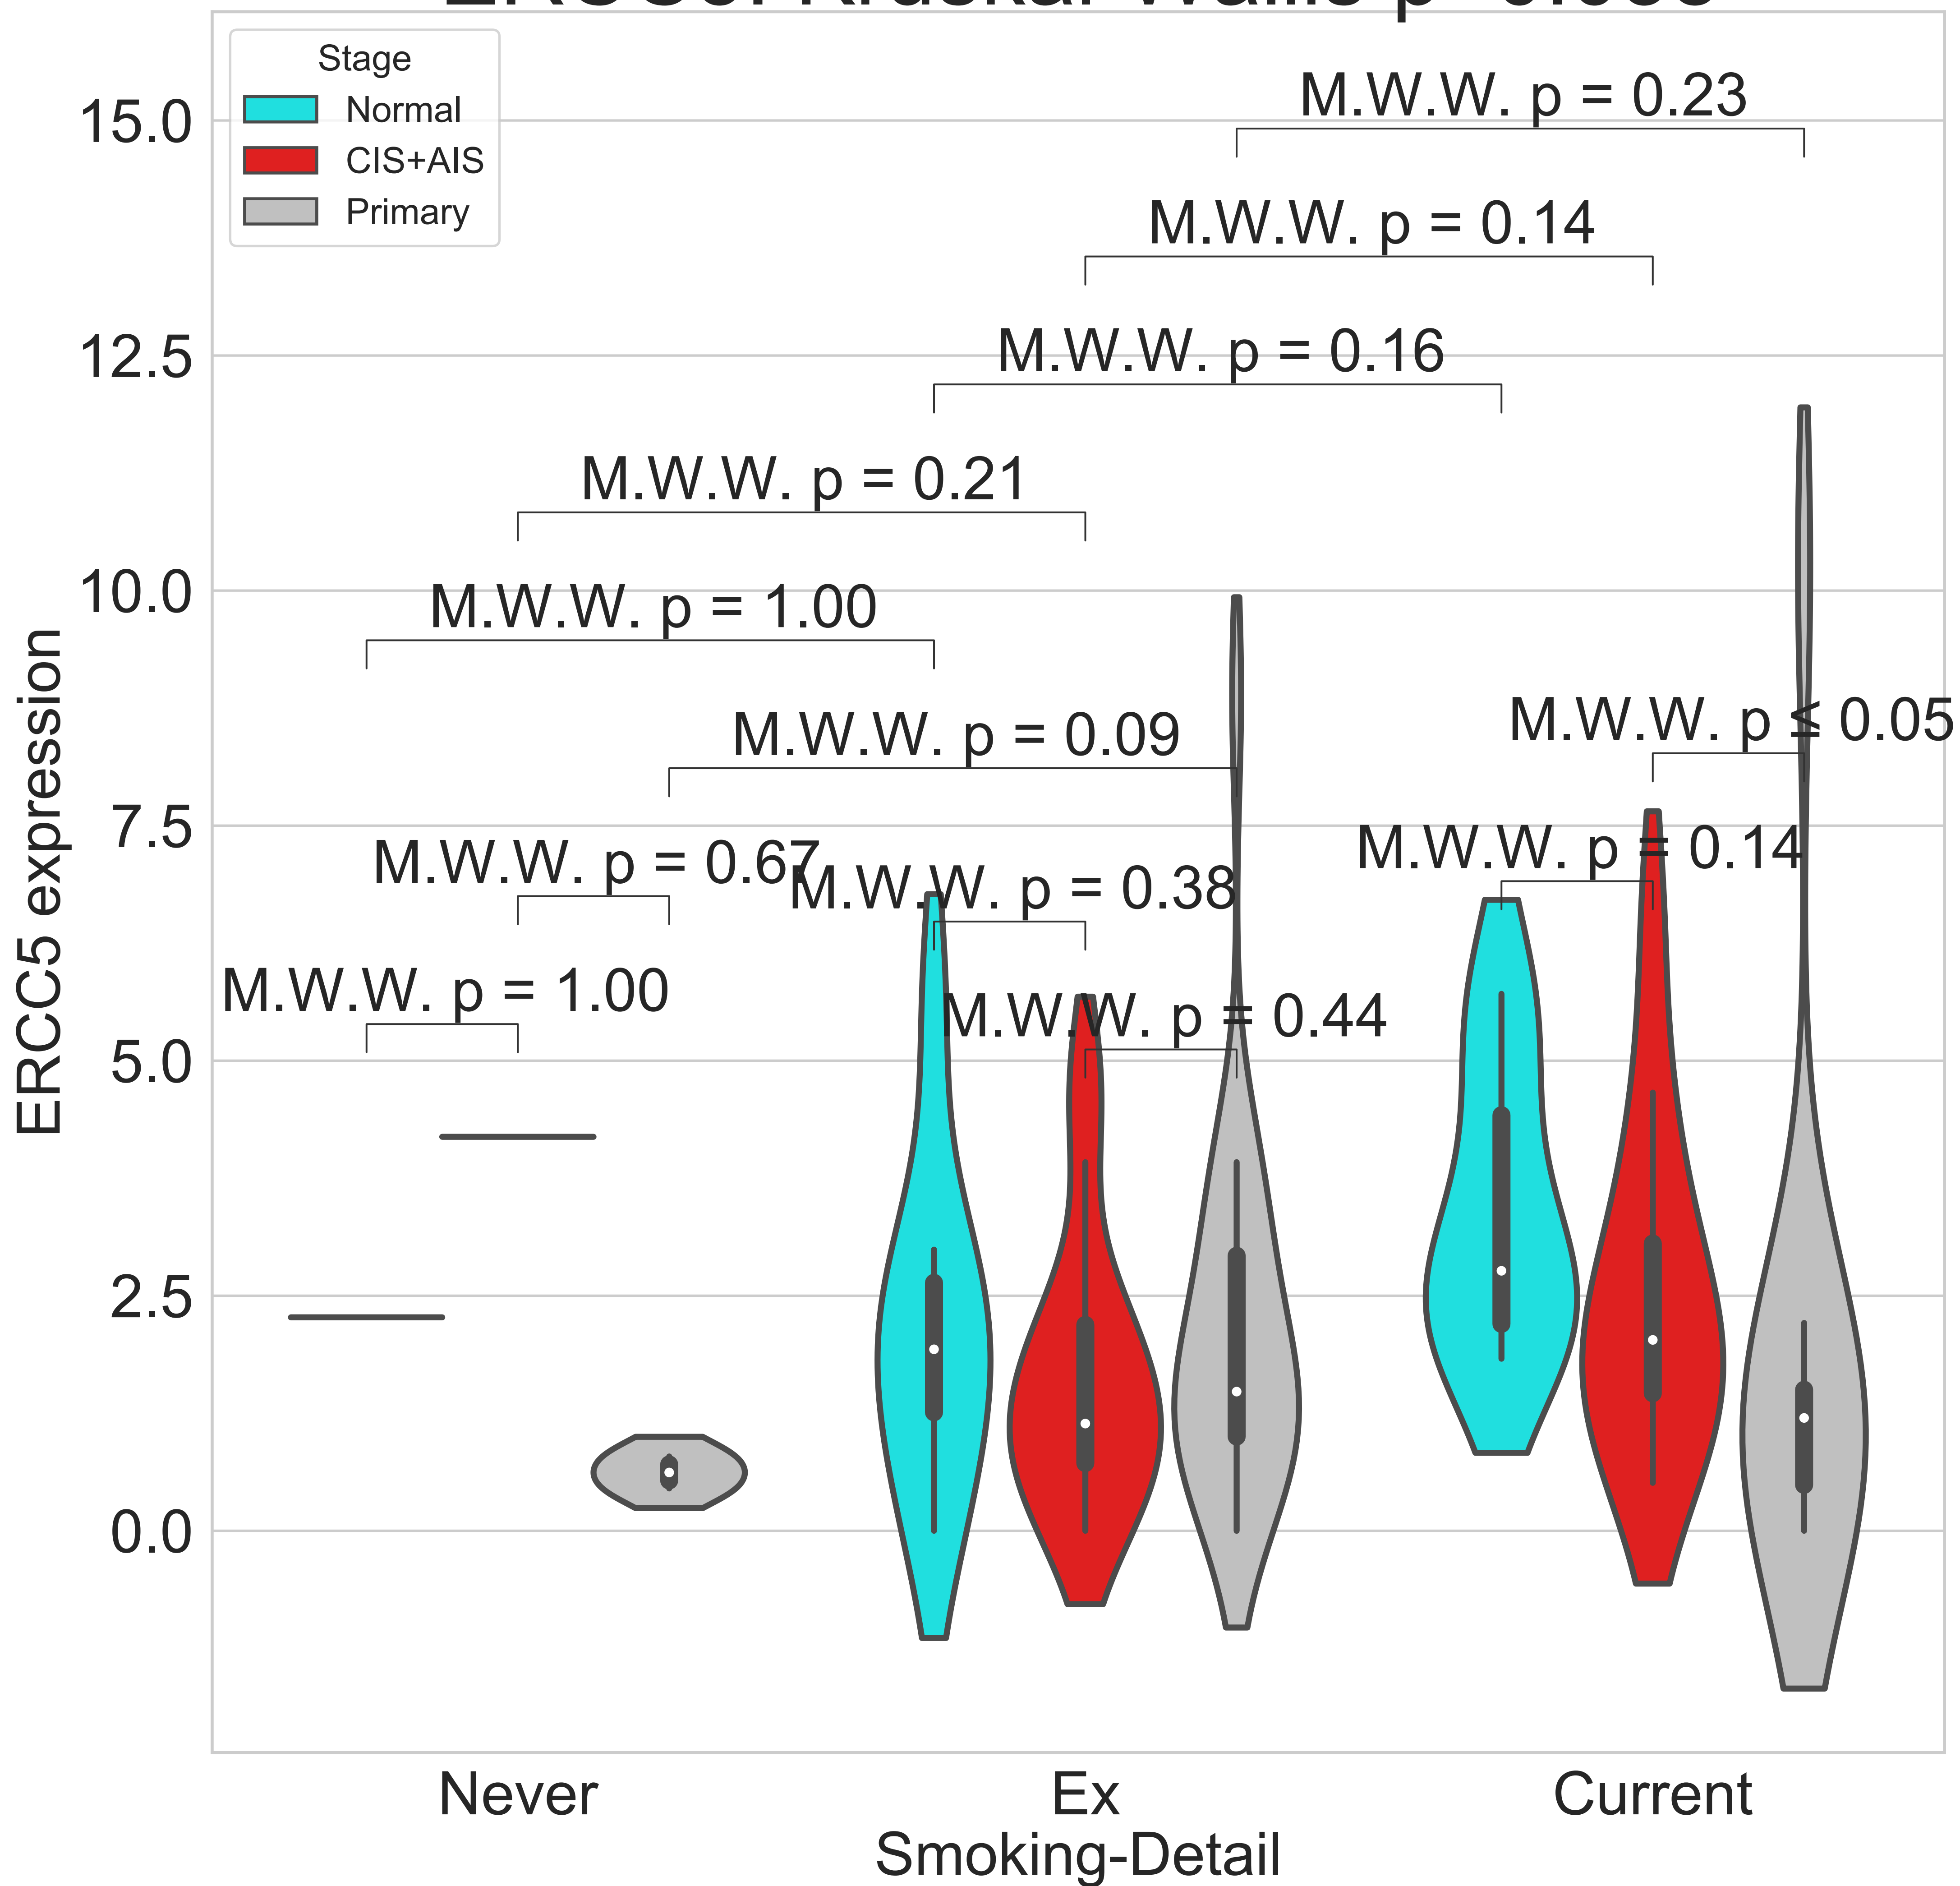 Stage
Normal
CIS+AIS
Primary
15.0
12.5
10.0
7.5
5.0
2.5
0.0
ERCC5 expression
M.W.W. p = 0.23
M.W.W. p = 0.14
M.W.W. p = 0.16
M.W.W. p = 0.21
M.W.W. p = 1.00
M.W.W. p = 0.09
M.W.W. p ≤ 0.05
M.W.W. p = 0.67
M.W.W. p = 0.38
M.W.W. p = 0.14
M.W.W. p = 1.00
M.W.W. p = 0.44
Never
Ex
Current
Smoking-Detail